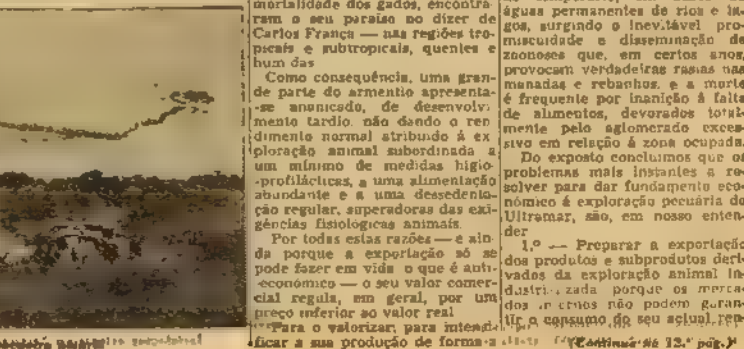 mortalidade dos gados, encontra-
ram o seu paraíso no dizer de
Carlos França — nas regiões tro-
picais e subtropicais, quentes e
hum das
Como consequência, uma gran-
de parte do armentio apresenta-
-se ananicado, de desenvolvi
mento tardio, não dando o ren
dimento normal atribuído á ex
ploração animal subordinada a
um mínimo de medidas higio-
-profilácticas, a uma alimentação
abundante e a uma dessedenta-
ção regular, superadoras das exi-
gências fisiológicas animais.
Por todas estas razões — e ain-
da porque a exportação só se
pode fazer em vida o que é anti-
-económico — o seu valor comer-
cial regula, em geral, por um
preço inferior ao valor real
Para o valorizar, para intensi-
ficar a sua produção de forma a
águas permanentes de rios e la-
gos, surgindo o inevitável pro-
miscuidade e disseminação de
zoonoses que, em certos anos,
provocam verdadeiras rasias nas
manadas e rebanhos, e a morte
é frequente por inanição á falta
de alimentos, devorados total-
mente pelo aglomerado exces-
sivo em relação á zona ocupada.
Do exposto concluimos que os
problemas mais instantes a re-
solver para dar fundamento eco-
nómico á exploração pecuária do
Ultramar, são, em nosso enten-
der
1.º — Preparar a exportação
dos produtos e subprodutos deri-
vados da exploração animal in-
dustrializada porque os merca-
dos internos não podem garan-
tir o consumo do seu actual ren-
(Continua na 12.ª pág.)